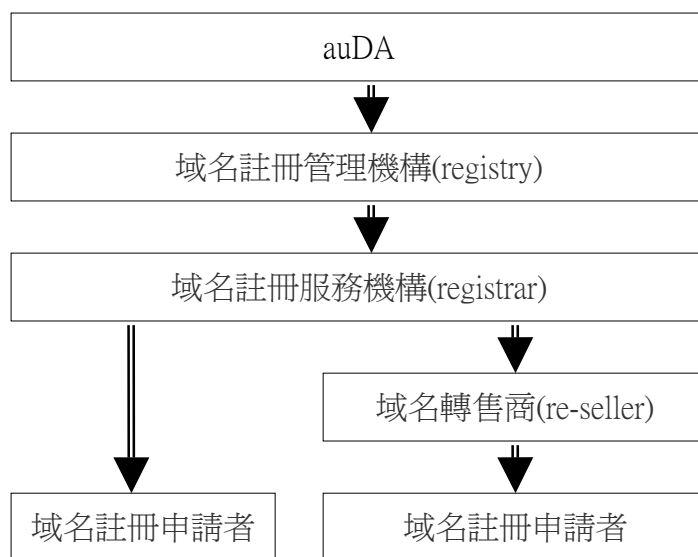 auDA
域名註冊管理機構(registry)
域名註冊服務機構(registrar)
域名轉售商(re-seller)
域名註冊申請者
域名註冊申請者